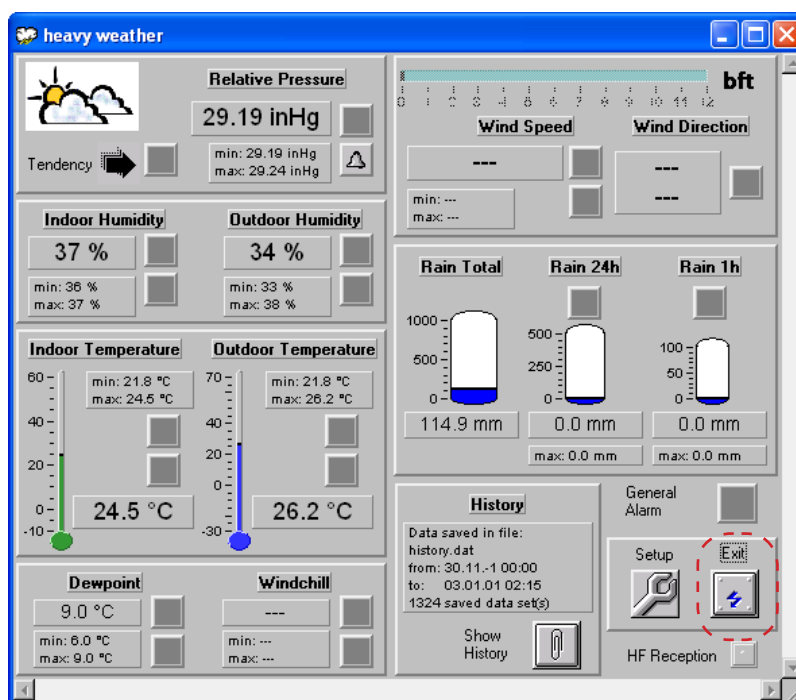 heavy weather
Relative Pressure
29.19 inHg
Tendency
min: 29.19 inHg
max: 29.24 inHg
bft
0 1 2 3 4 5 6 7 8 9 10 11 12
Wind Speed
Wind Direction
---
---
---
min: ---
max: ---
Indoor Humidity
Outdoor Humidity
37 %
34 %
min: 36 %
max: 37 %
min: 33 %
max: 38 %
Rain Total
Rain 24h
Rain 1h
1000
500
0
500
250
0
100
50
0
114.9 mm
0.0 mm
0.0 mm
max: 0.0 mm
max: 0.0 mm
Indoor Temperature
Outdoor Temperature
60
40
20
0
-10
min: 21.8 °C
max: 24.5 °C
24.5 °C
70
40
20
0
-30
min: 21.8 °C
max: 26.2 °C
26.2 °C
Dewpoint
Windchill
9.0 °C
---
min: 6.0 °C
max: 9.0 °C
min: ---
max: ---
History
Data saved in file:
history.dat
from: 30.11.-1 00:00
to: 03.01.01 02:15
1324 saved data set(s)
Show
History
General
Alarm
Setup
Exit
HF Reception